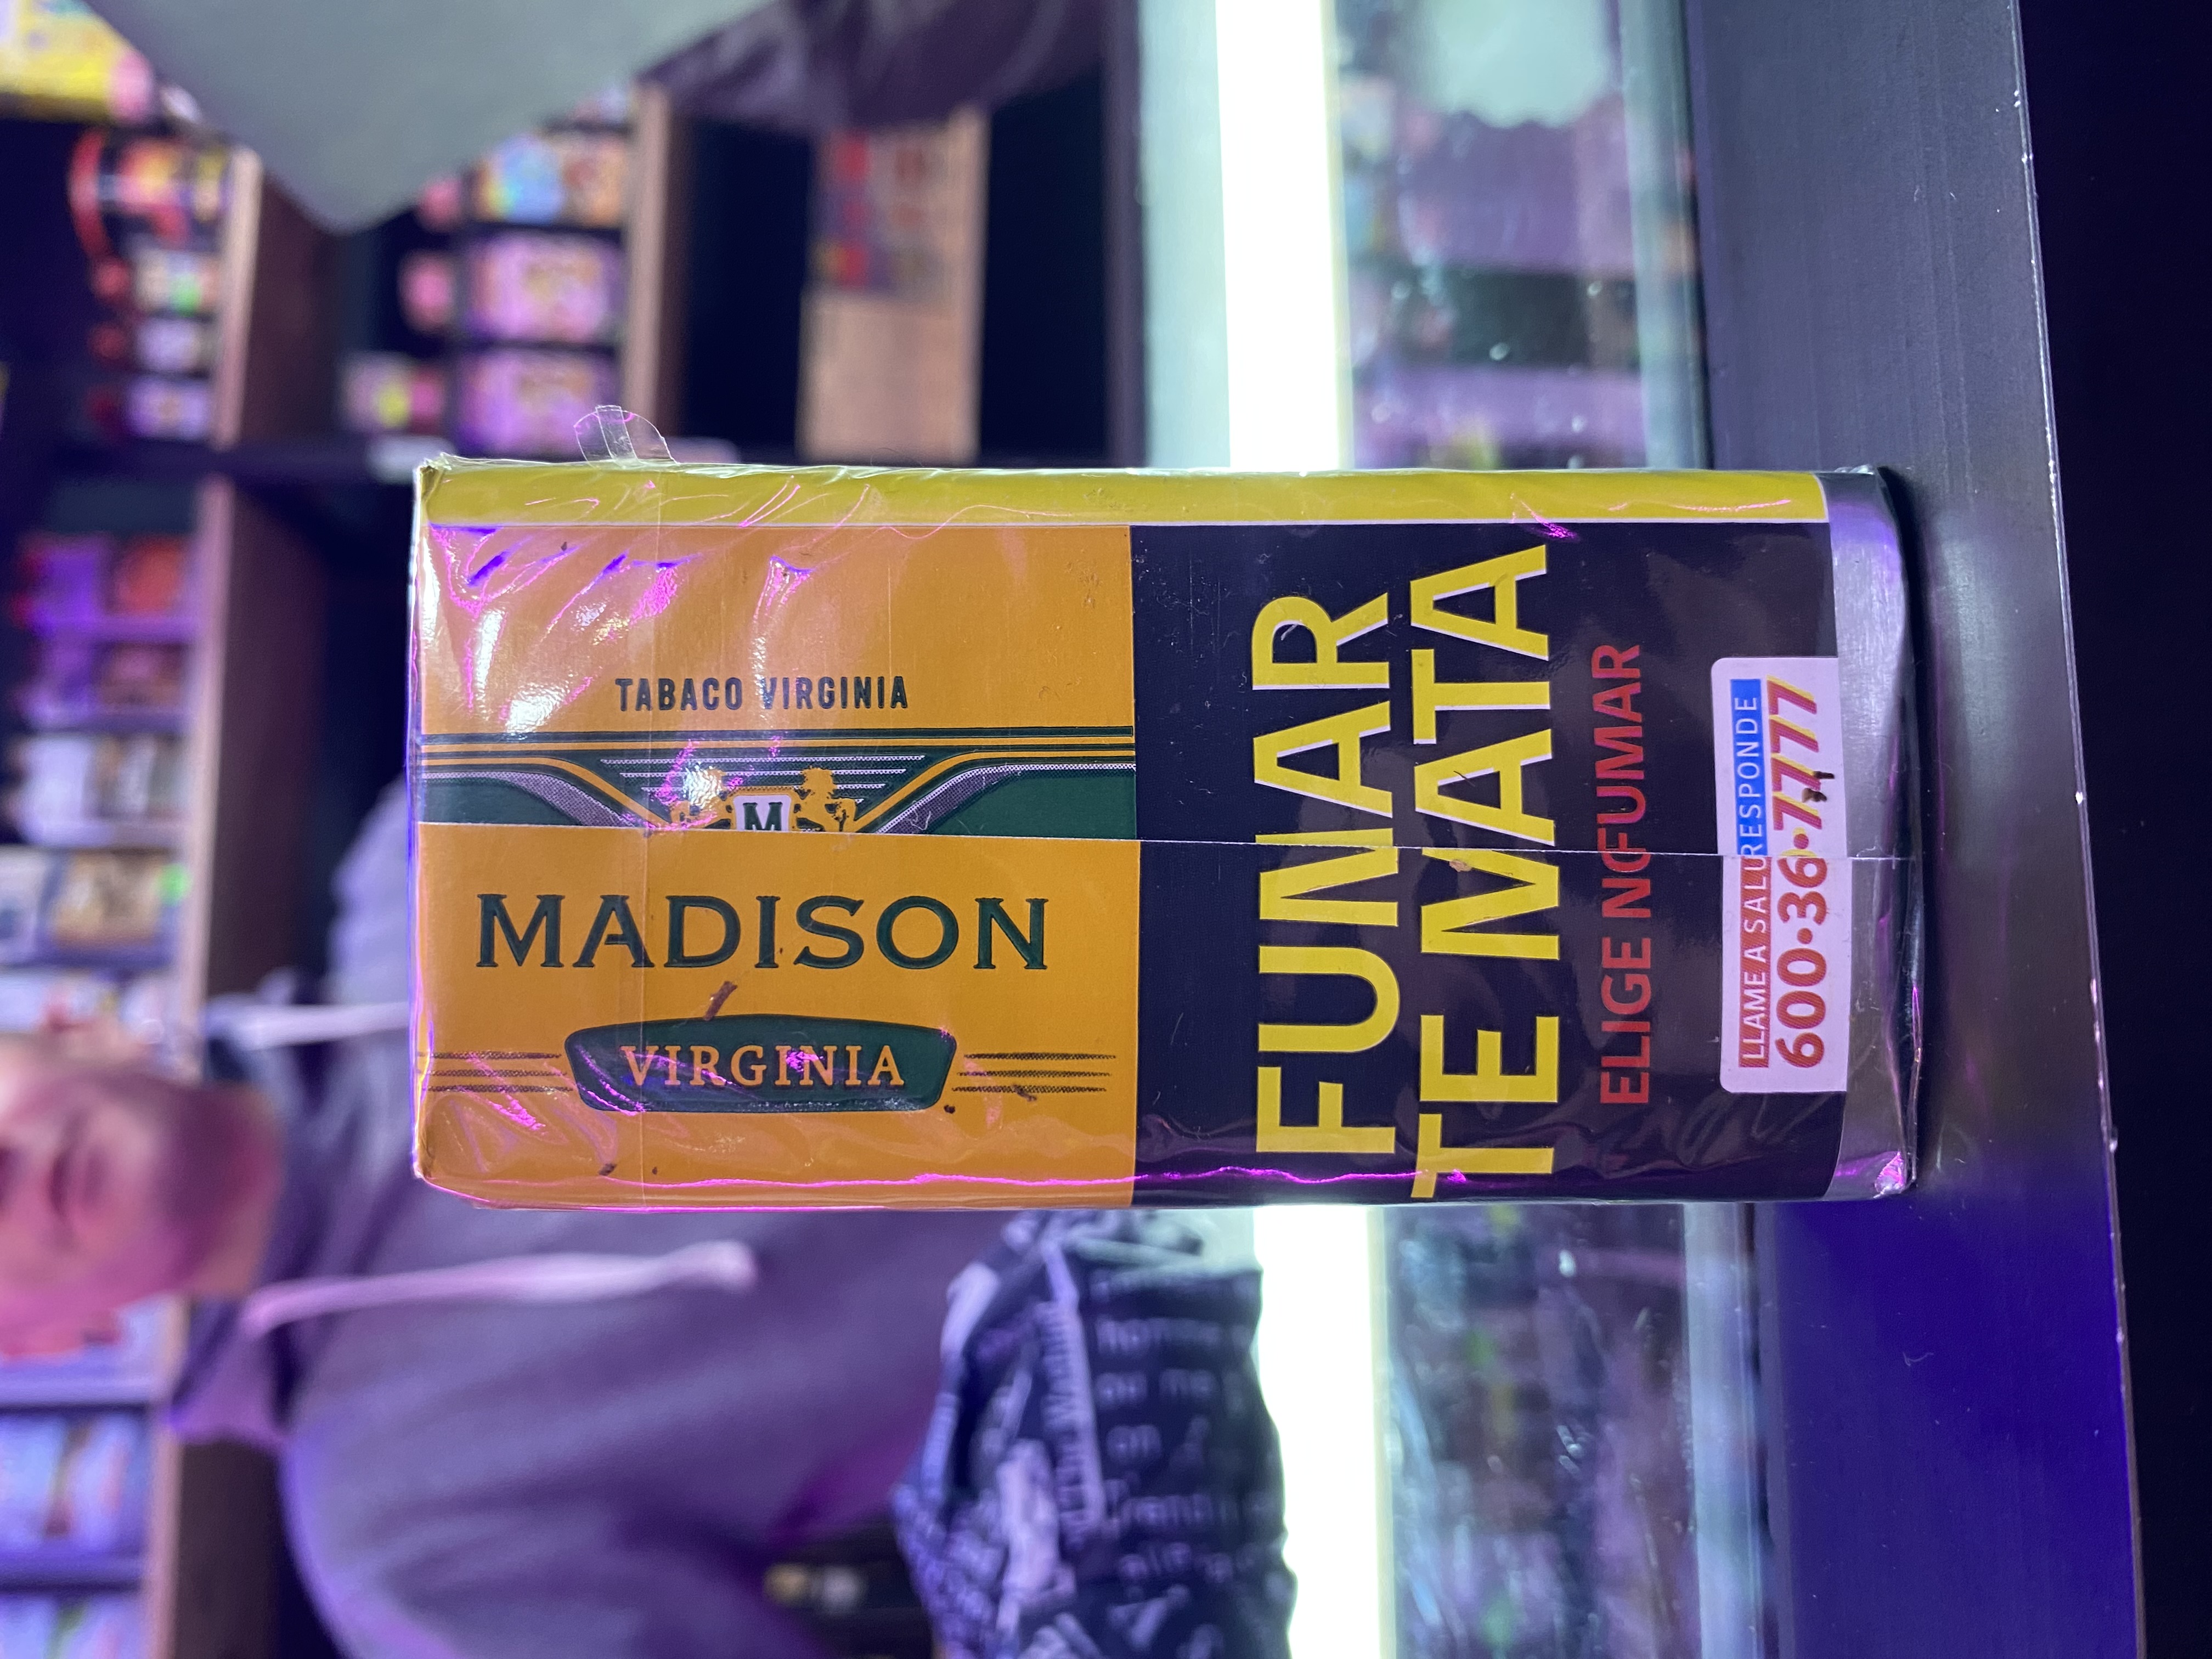 TABACO VIRGINIA
M
MADISON
VIRGINIA
FUMAR
TE MATA
ELIGE NO FUMAR
LLAME A SALUD RESPONDE
600•360•7777